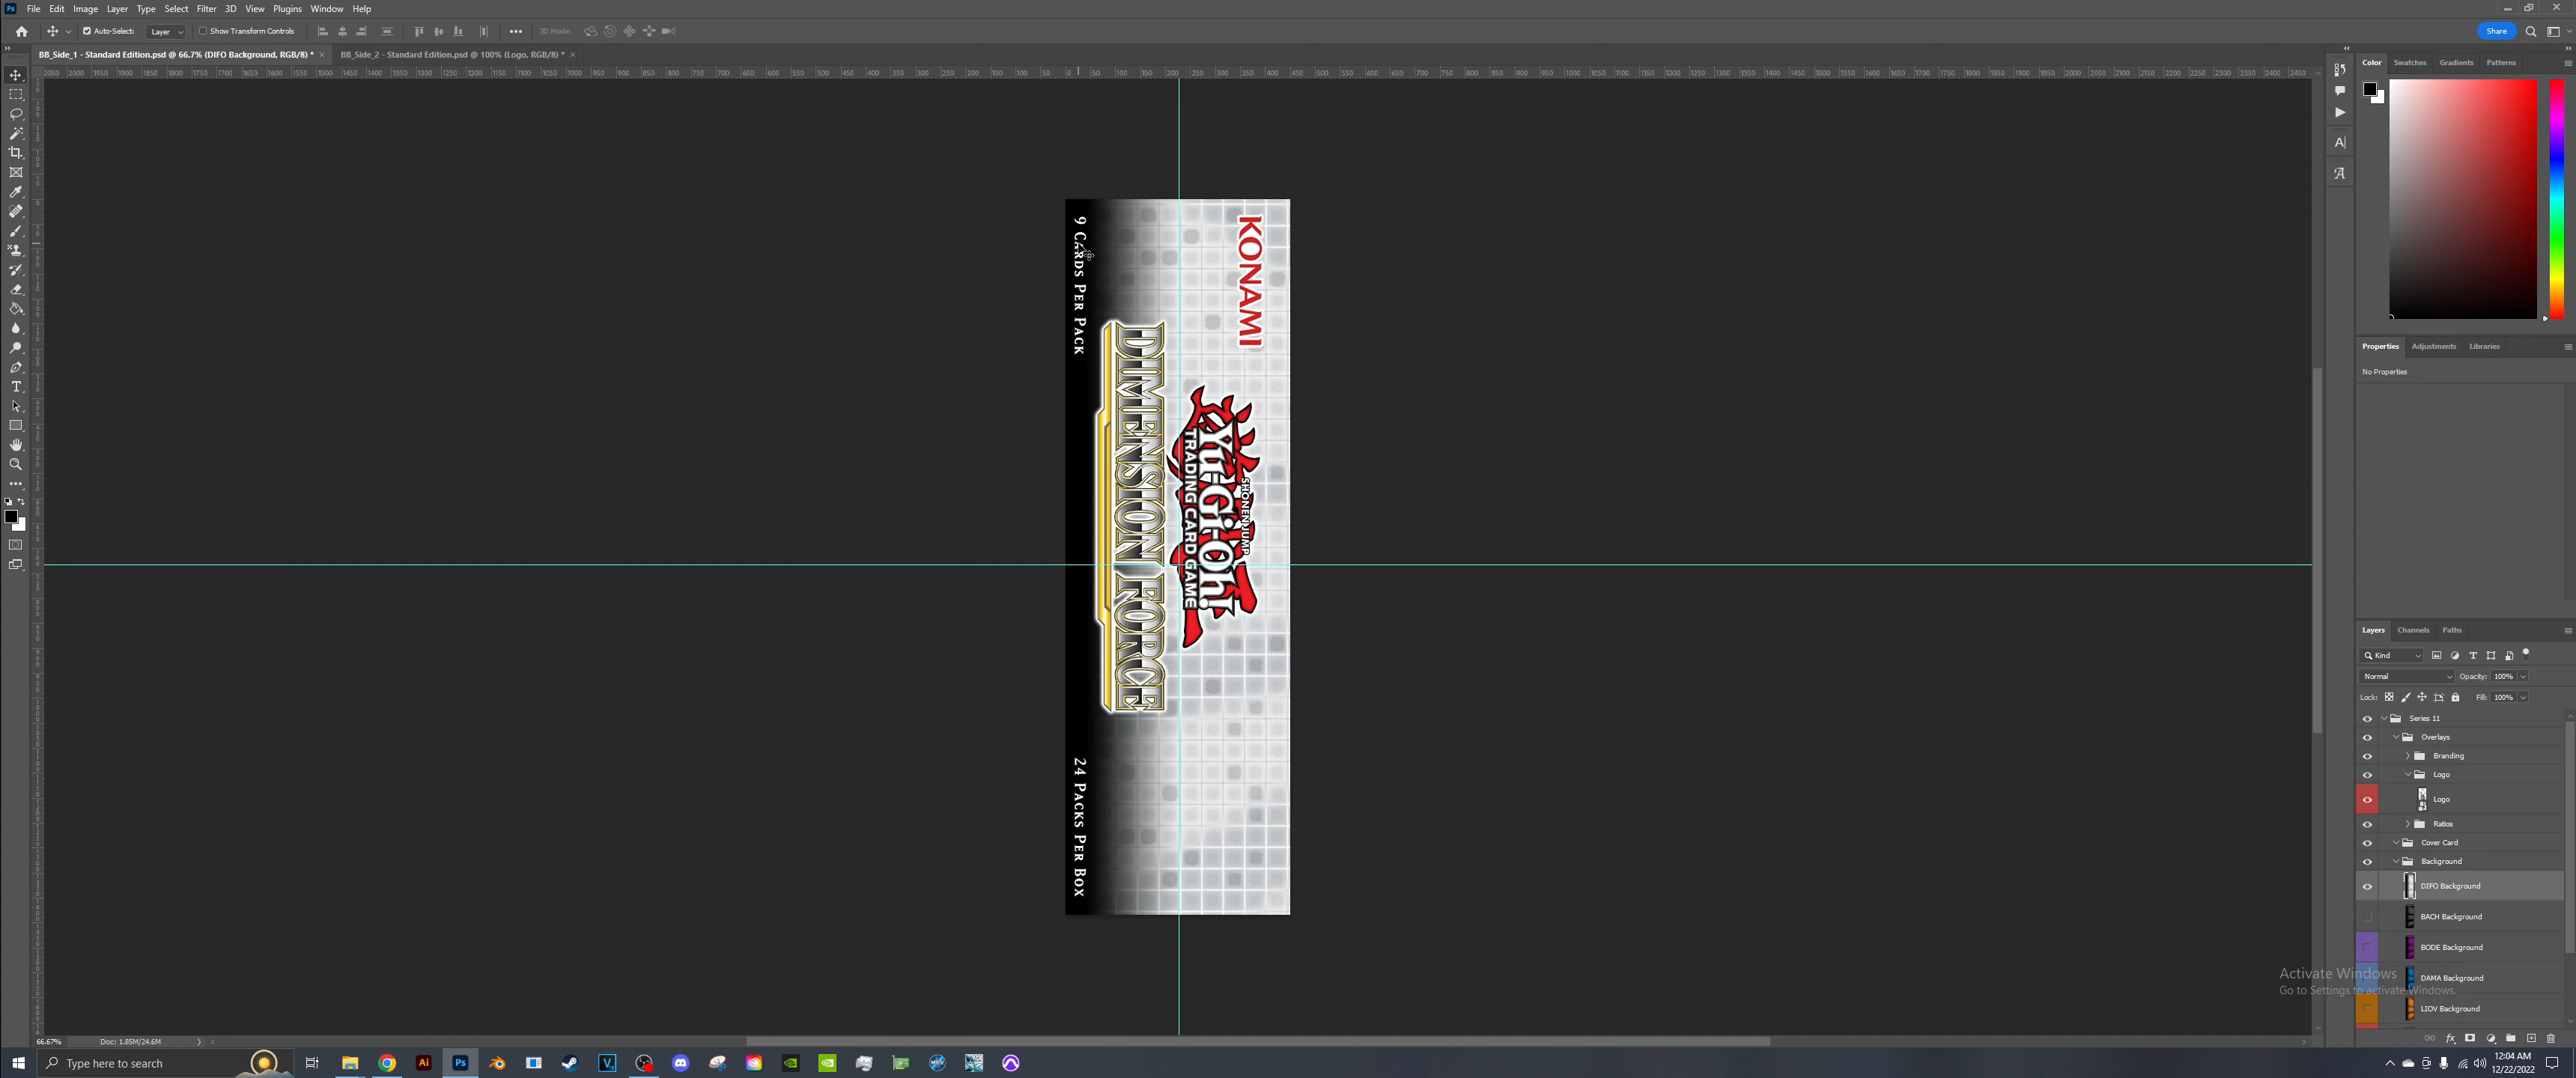 File Edit Image Layer Type Select Filter 3D View Plugins Window Help
Auto-Select: Layer Show Transform Controls 3D Mode: Share
BB_Side_1 - Standard Edition.psd @ 66.7% (DIFO Background, RGB/8) *
BB_Side_2 - Standard Edition.psd @ 100% (Logo, RGB/8) *
Color Swatches Gradients Patterns
Properties Adjustments Libraries
No Properties
KONAMI
SHONEN JUMP
Yu-Gi-Oh!
TRADING CARD GAME
DIMENSION FORCE
9 Cards Per Pack
24 Packs Per Box
Layers Channels Paths
Kind
Normal Opacity: 100%
Lock: Fill: 100%
Series 11
Overlays
Branding
Logo
Logo
Ratios
Cover Card
Background
DIFO Background
BACH Background
BODE Background
DAMA Background
LIOV Background
Activate Windows
Go to Settings to activate Windows.
66.67% Doc: 1.85M/24.6M
Type here to search
12:04 AM
12/22/2022